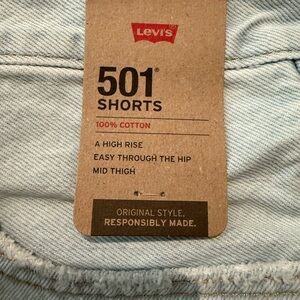 Levi's
501®
SHORTS
100% COTTON
A HIGH RISE
EASY THROUGH THE HIP
MID THIGH
ORIGINAL STYLE.
RESPONSIBLY MADE.